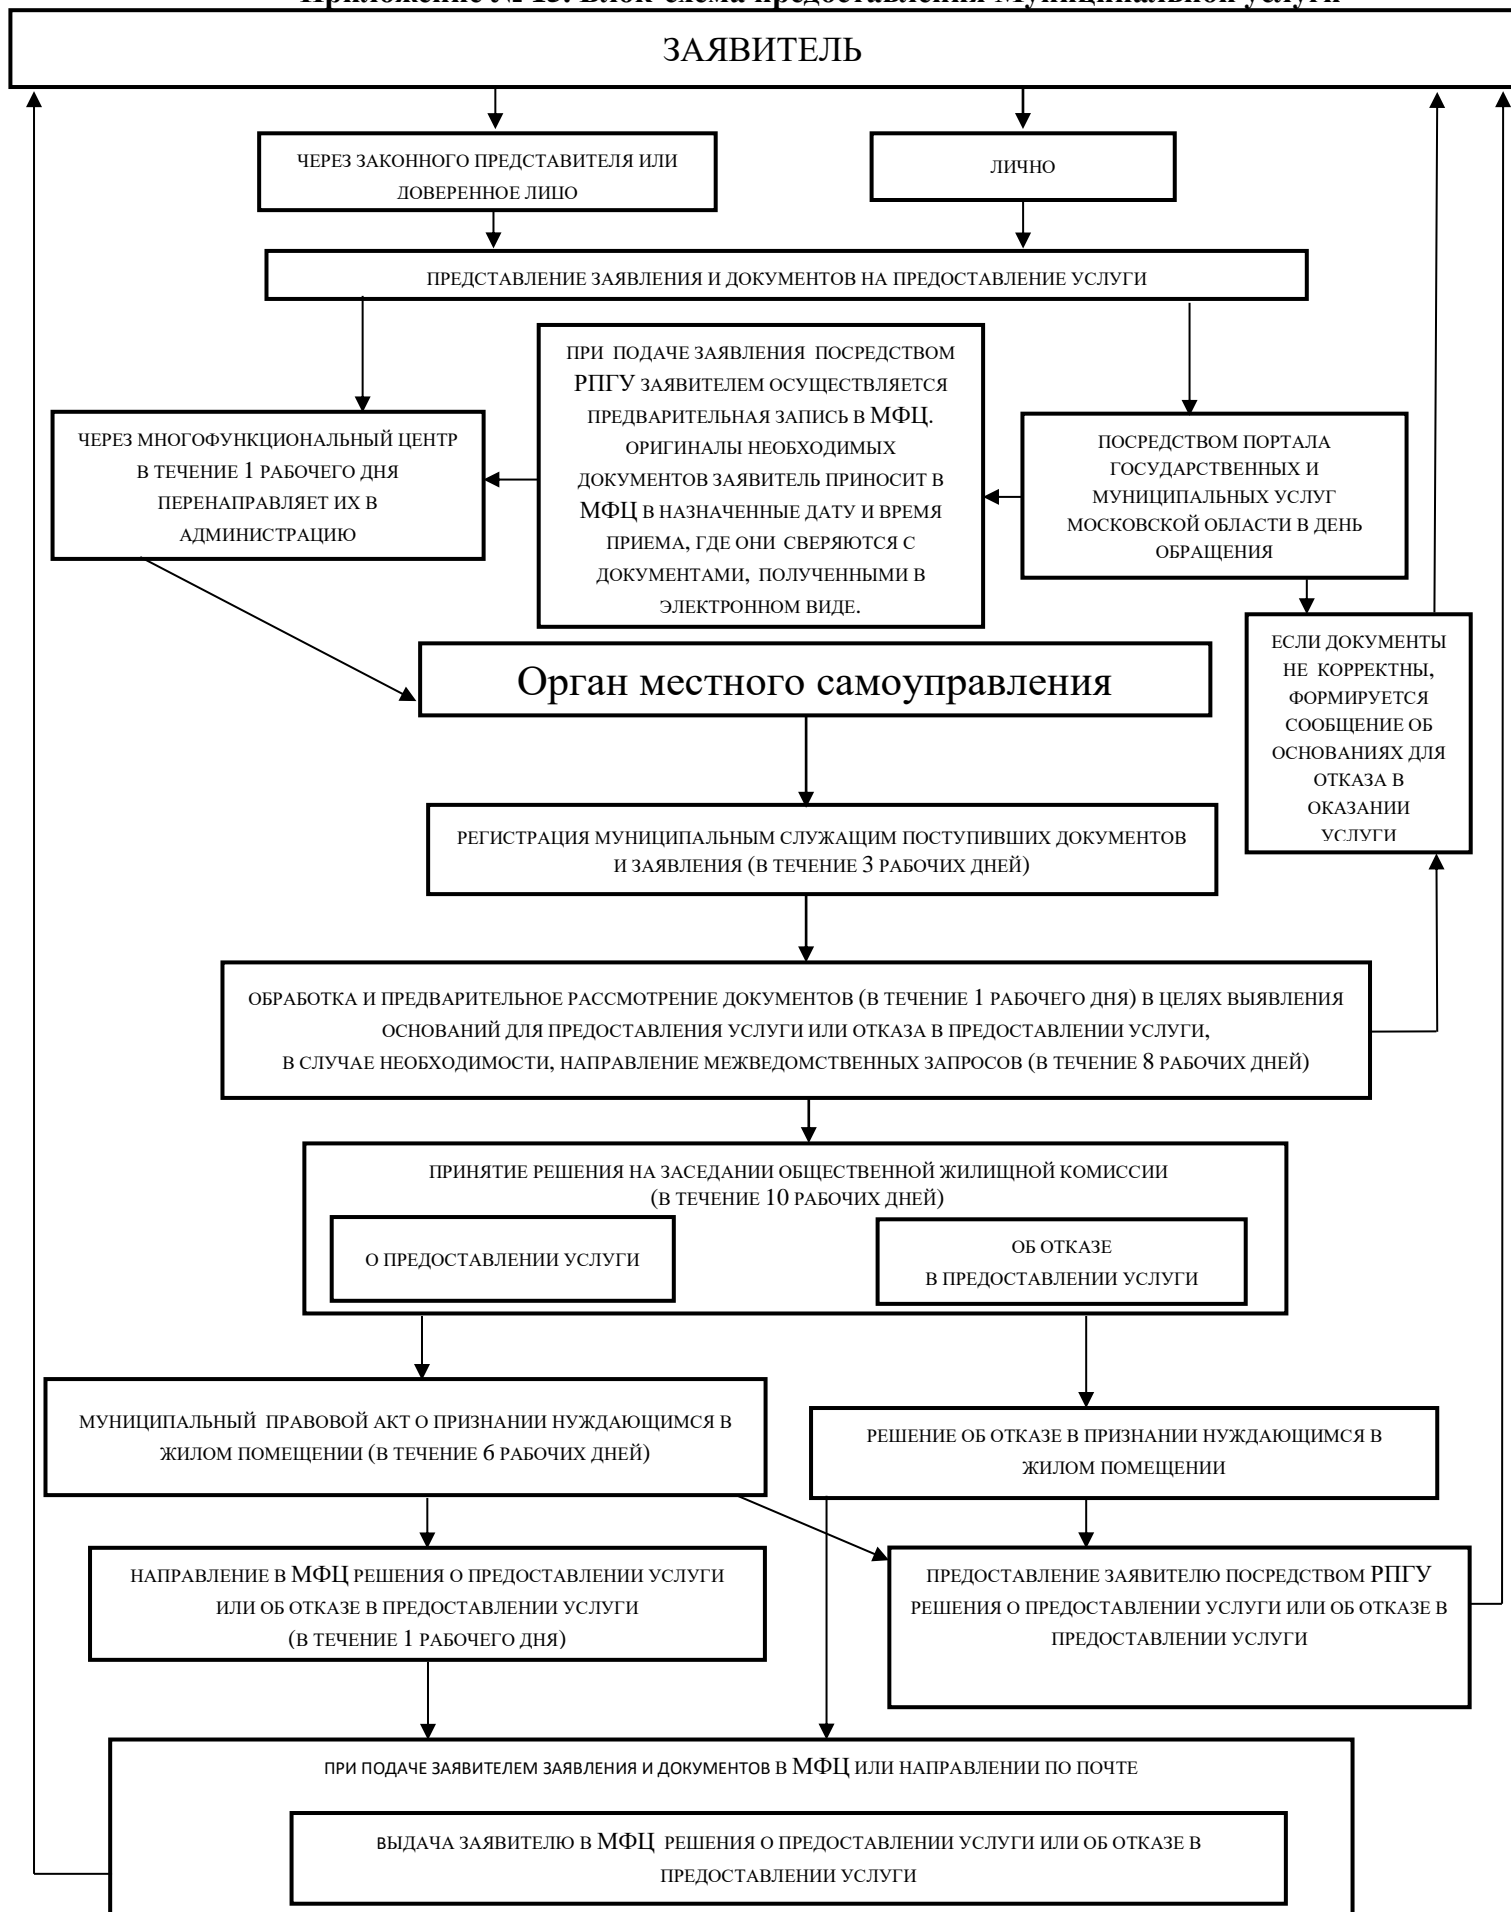 Приложение № 13. Блок-схема предоставления Муниципальной услуги
ЗАЯВИТЕЛЬ
ЧЕРЕЗ ЗАКОННОГО ПРЕДСТАВИТЕЛЯ ИЛИ
ДОВЕРЕННОЕ ЛИЦО
ЛИЧНО
ПРЕДСТАВЛЕНИЕ ЗАЯВЛЕНИЯ И ДОКУМЕНТОВ НА ПРЕДОСТАВЛЕНИЕ УСЛУГИ
ЧЕРЕЗ МНОГОФУНКЦИОНАЛЬНЫЙ ЦЕНТР
В ТЕЧЕНИЕ 1 РАБОЧЕГО ДНЯ
ПЕРЕНАПРАВЛЯЕТ ИХ В
АДМИНИСТРАЦИЮ
ПРИ ПОДАЧЕ ЗАЯВЛЕНИЯ ПОСРЕДСТВОМ
РПГУ ЗАЯВИТЕЛЕМ ОСУЩЕСТВЛЯЕТСЯ
ПРЕДВАРИТЕЛЬНАЯ ЗАПИСЬ В МФЦ.
ОРИГИНАЛЫ НЕОБХОДИМЫХ
ДОКУМЕНТОВ ЗАЯВИТЕЛЬ ПРИНОСИТ В
МФЦ В НАЗНАЧЕННЫЕ ДАТУ И ВРЕМЯ
ПРИЕМА, ГДЕ ОНИ СВЕРЯЮТСЯ С
ДОКУМЕНТАМИ, ПОЛУЧЕННЫМИ В
ЭЛЕКТРОННОМ ВИДЕ.
ПОСРЕДСТВОМ ПОРТАЛА
ГОСУДАРСТВЕННЫХ И
МУНИЦИПАЛЬНЫХ УСЛУГ
МОСКОВСКОЙ ОБЛАСТИ В ДЕНЬ
ОБРАЩЕНИЯ
ЕСЛИ ДОКУМЕНТЫ
НЕ КОРРЕКТНЫ,
ФОРМИРУЕТСЯ
СООБЩЕНИЕ ОБ
ОСНОВАНИЯХ ДЛЯ
ОТКАЗА В
ОКАЗАНИИ
УСЛУГИ
Орган местного самоуправления
РЕГИСТРАЦИЯ МУНИЦИПАЛЬНЫМ СЛУЖАЩИМ ПОСТУПИВШИХ ДОКУМЕНТОВ
И ЗАЯВЛЕНИЯ (В ТЕЧЕНИЕ 3 РАБОЧИХ ДНЕЙ)
ОБРАБОТКА И ПРЕДВАРИТЕЛЬНОЕ РАССМОТРЕНИЕ ДОКУМЕНТОВ (В ТЕЧЕНИЕ 1 РАБОЧЕГО ДНЯ) В ЦЕЛЯХ ВЫЯВЛЕНИЯ
ОСНОВАНИЙ ДЛЯ ПРЕДОСТАВЛЕНИЯ УСЛУГИ ИЛИ ОТКАЗА В ПРЕДОСТАВЛЕНИИ УСЛУГИ,
В СЛУЧАЕ НЕОБХОДИМОСТИ, НАПРАВЛЕНИЕ МЕЖВЕДОМСТВЕННЫХ ЗАПРОСОВ (В ТЕЧЕНИЕ 8 РАБОЧИХ ДНЕЙ)
ПРИНЯТИЕ РЕШЕНИЯ НА ЗАСЕДАНИИ ОБЩЕСТВЕННОЙ ЖИЛИЩНОЙ КОМИССИИ
(В ТЕЧЕНИЕ 10 РАБОЧИХ ДНЕЙ)
О ПРЕДОСТАВЛЕНИИ УСЛУГИ
ОБ ОТКАЗЕ
В ПРЕДОСТАВЛЕНИИ УСЛУГИ
МУНИЦИПАЛЬНЫЙ ПРАВОВОЙ АКТ О ПРИЗНАНИИ НУЖДАЮЩИМСЯ В
ЖИЛОМ ПОМЕЩЕНИИ (В ТЕЧЕНИЕ 6 РАБОЧИХ ДНЕЙ)
РЕШЕНИЕ ОБ ОТКАЗЕ В ПРИЗНАНИИ НУЖДАЮЩИМСЯ В
ЖИЛОМ ПОМЕЩЕНИИ
НАПРАВЛЕНИЕ В МФЦ РЕШЕНИЯ О ПРЕДОСТАВЛЕНИИ УСЛУГИ
ИЛИ ОБ ОТКАЗЕ В ПРЕДОСТАВЛЕНИИ УСЛУГИ
(В ТЕЧЕНИЕ 1 РАБОЧЕГО ДНЯ)
ПРЕДОСТАВЛЕНИЕ ЗАЯВИТЕЛЮ ПОСРЕДСТВОМ РПГУ
РЕШЕНИЯ О ПРЕДОСТАВЛЕНИИ УСЛУГИ ИЛИ ОБ ОТКАЗЕ В
ПРЕДОСТАВЛЕНИИ УСЛУГИ
ПРИ ПОДАЧЕ ЗАЯВИТЕЛЕМ ЗАЯВЛЕНИЯ И ДОКУМЕНТОВ В МФЦ ИЛИ НАПРАВЛЕНИИ ПО ПОЧТЕ
ВЫДАЧА ЗАЯВИТЕЛЮ В МФЦ РЕШЕНИЯ О ПРЕДОСТАВЛЕНИИ УСЛУГИ ИЛИ ОБ ОТКАЗЕ В
ПРЕДОСТАВЛЕНИИ УСЛУГИ